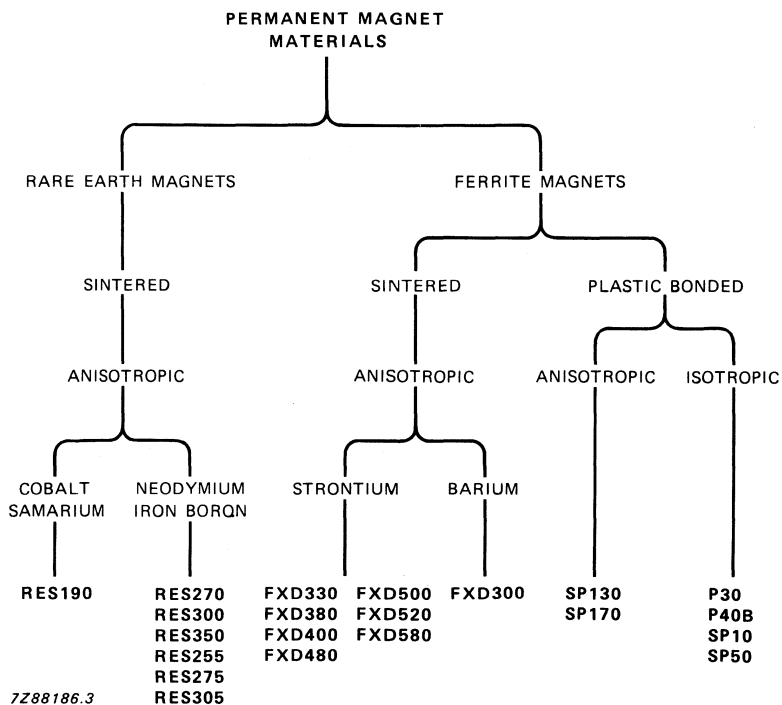 PERMANENT MAGNET
MATERIALS
RARE EARTH MAGNETS
FERRITE MAGNETS
SINTERED
SINTERED
PLASTIC BONDED
ANISOTROPIC
ANISOTROPIC
ANISOTROPIC
ISOTROPIC
COBALT
SAMARIUM
NEODYMIUM
IRON BORQN
STRONTIUM
BARIUM
RES190
RES270
RES300
RES350
RES255
RES275
RES305
FXD330
FXD380
FXD400
FXD480
FXD500
FXD520
FXD580
FXD300
SP130
SP170
P30
P40B
SP10
SP50
7Z88186.3